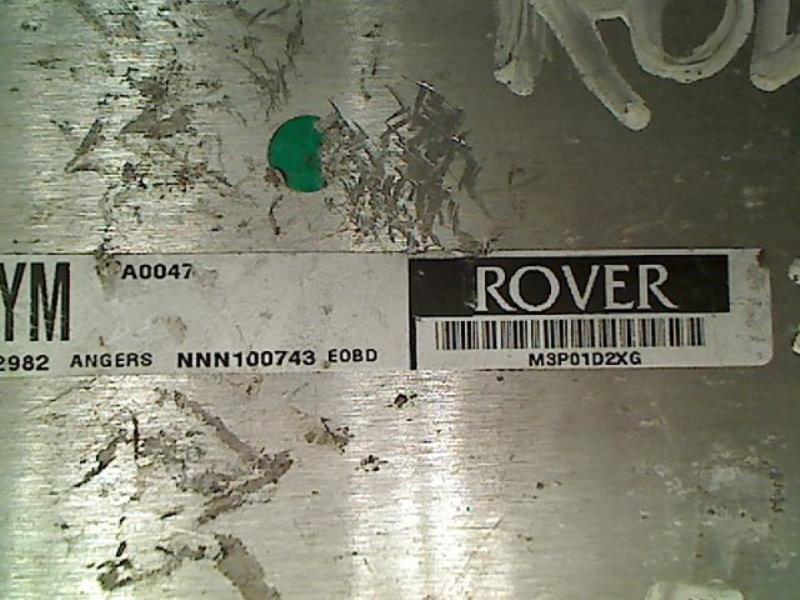 YM
A0047
2982 ANGERS NNN100743 EOBD
ROVER
M3P01D2XG